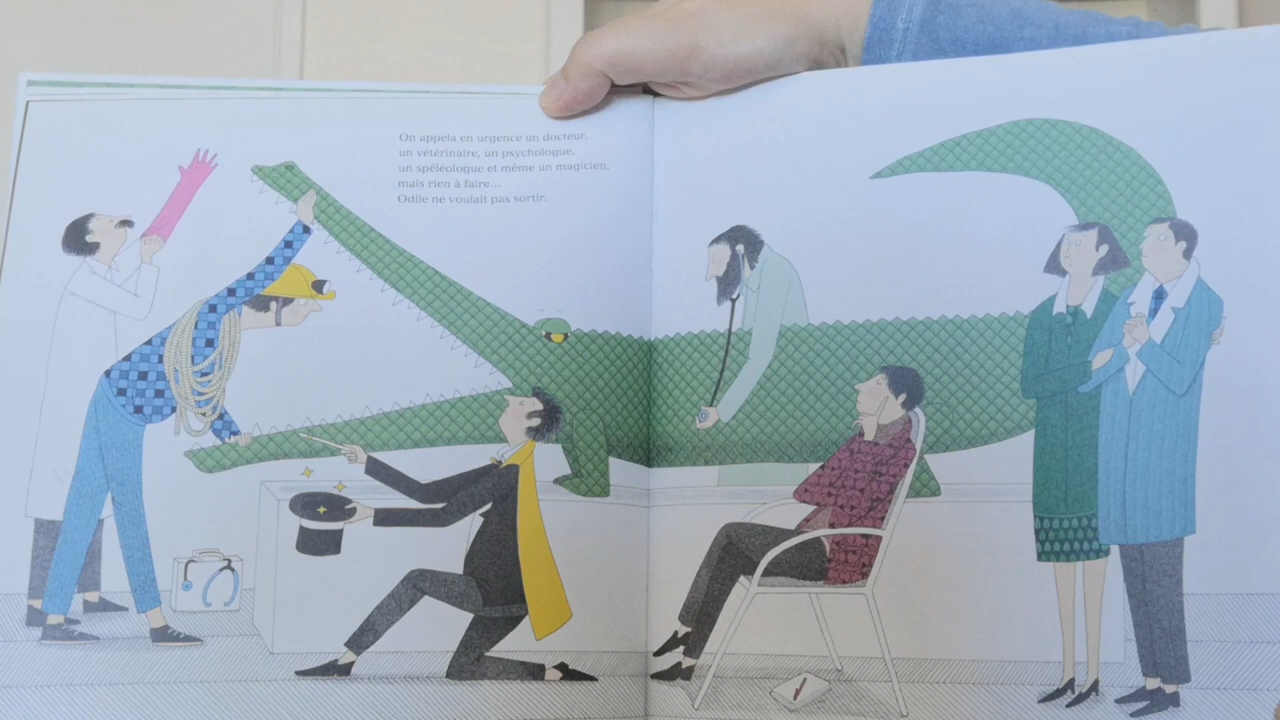 On appela en urgence un docteur,
un vétérinaire, un psychologue,
un spéléologue et même un magicien,
mais rien à faire...
Odile ne voulait pas sortir.